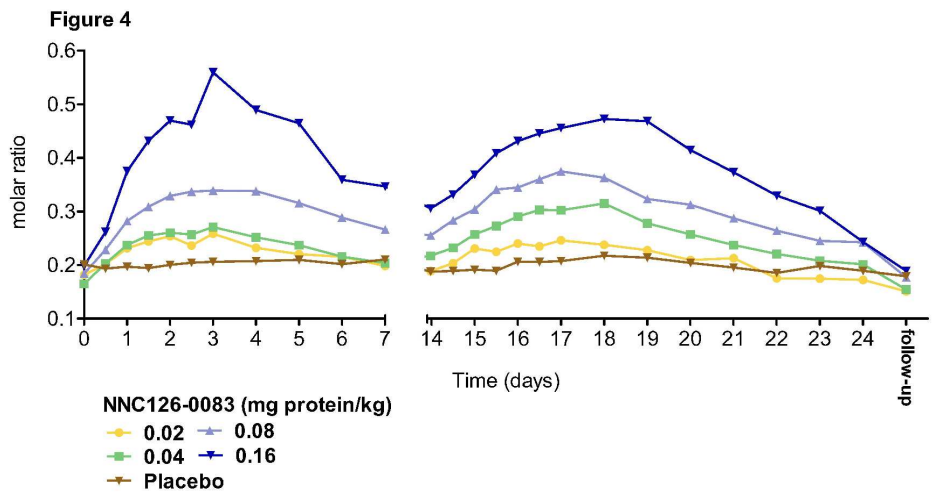 Figure 4
0.6
0.5
0.4
0.3
0.2
0.1
molar ratio
0 1 2 3 4 5 6 7 14 15 16 17 18 19 20 21 22 23 24 follow-up
Time (days)
NNC126-0083 (mg protein/kg)
0.02 0.08
0.04 0.16
Placebo